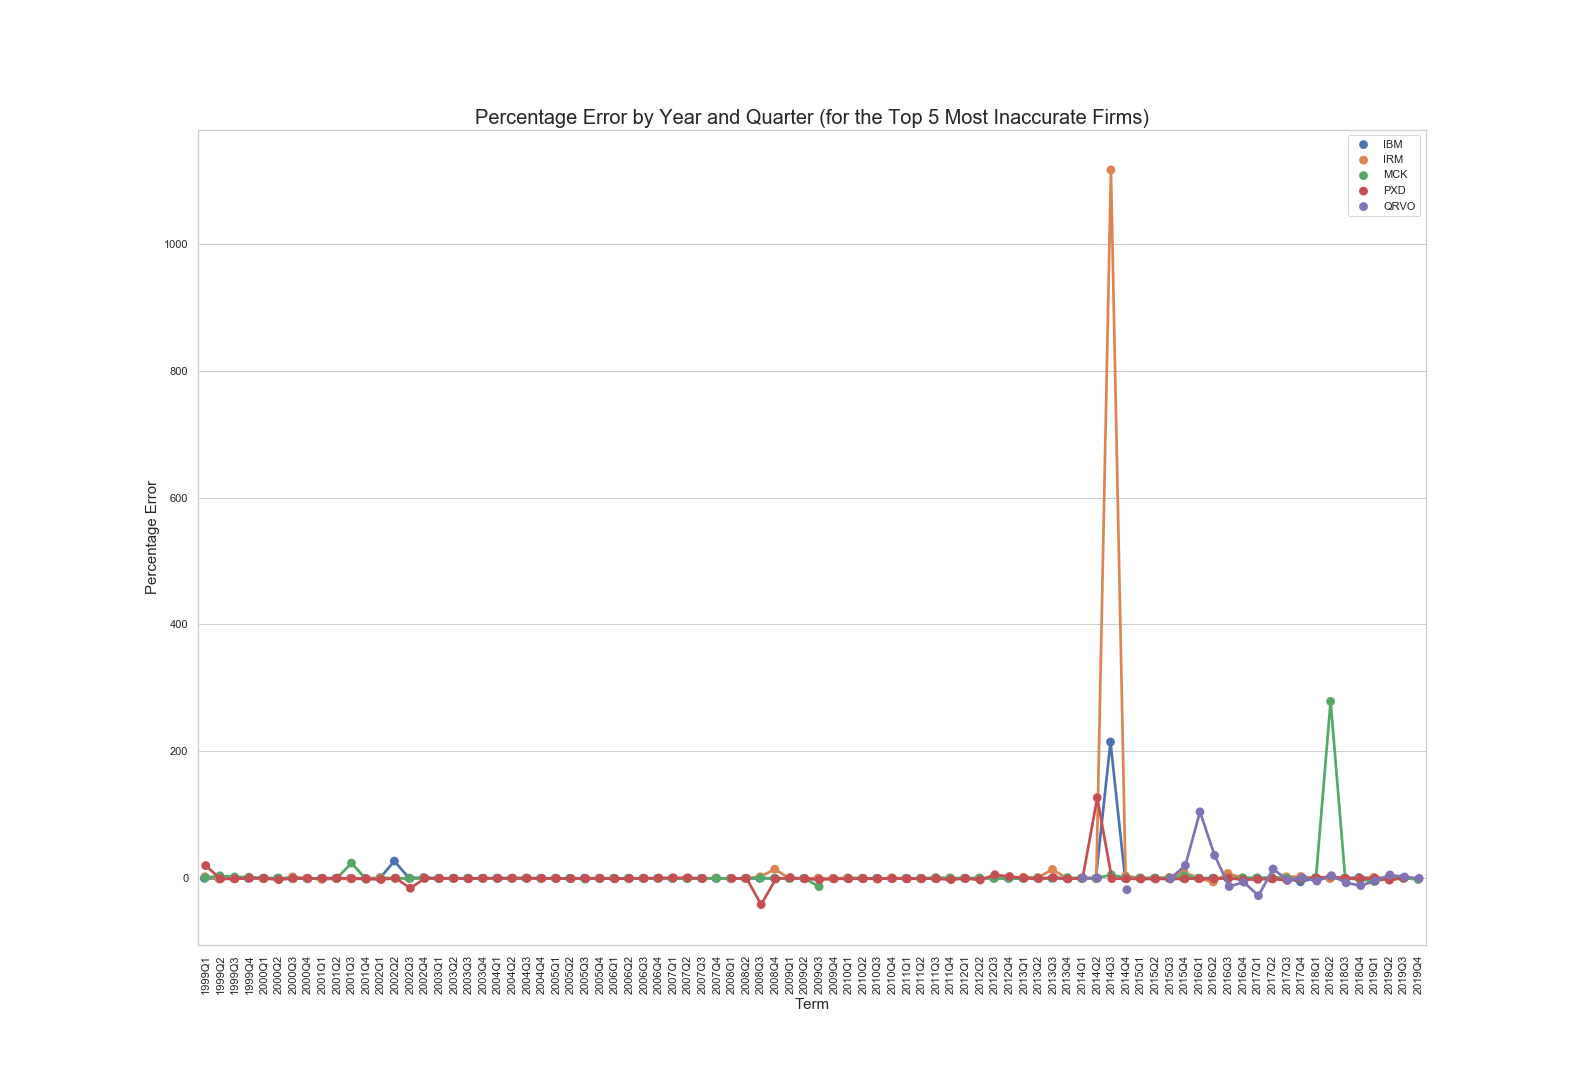 Percentage Error by Year and Quarter (for the Top 5 Most Inaccurate Firms)
IBM
IRM
MCK
PXD
QRVO
1000
800
600
400
200
0
Percentage Error
1999Q1
1999Q2
1999Q3
1999Q4
2000Q1
2000Q2
2000Q3
2000Q4
2001Q1
2001Q2
2001Q3
2001Q4
2002Q1
2002Q2
2002Q3
2002Q4
2003Q1
2003Q2
2003Q3
2003Q4
2004Q1
2004Q2
2004Q3
2004Q4
2005Q1
2005Q2
2005Q3
2005Q4
2006Q1
2006Q2
2006Q3
2006Q4
2007Q1
2007Q2
2007Q3
2007Q4
2008Q1
2008Q2
2008Q3
2008Q4
2009Q1
2009Q2
2009Q3
2009Q4
2010Q1
2010Q2
2010Q3
2010Q4
2011Q1
2011Q2
2011Q3
2011Q4
2012Q1
2012Q2
2012Q3
2012Q4
2013Q1
2013Q2
2013Q3
2013Q4
2014Q1
2014Q2
2014Q3
2014Q4
2015Q1
2015Q2
2015Q3
2015Q4
2016Q1
2016Q2
2016Q3
2016Q4
2017Q1
2017Q2
2017Q3
2017Q4
2018Q1
2018Q2
2018Q3
2018Q4
2019Q1
2019Q2
2019Q3
2019Q4
Term